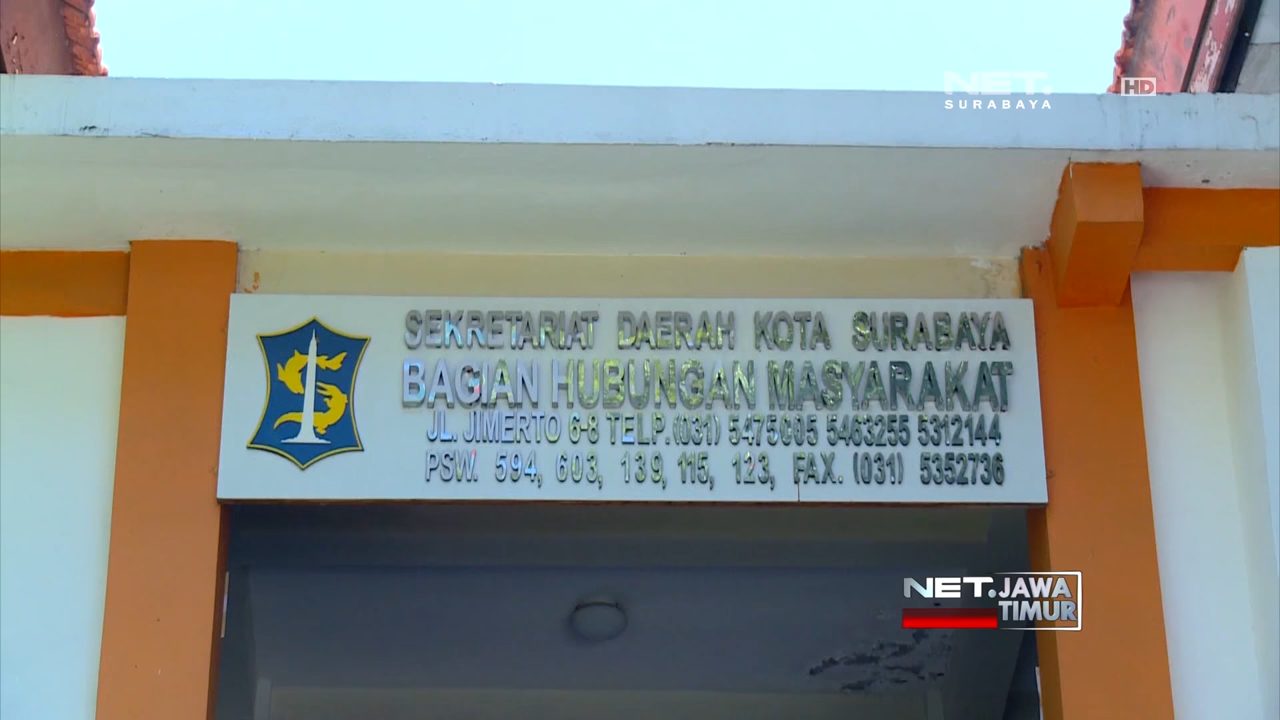 NET.
SURABAYA
HD
SEKRETARIAT DAERAH KOTA SURABAYA
BAGIAN HUBUNGAN MASYARAKAT
JL. JIMERTO 6-8 TELP.(031) 5475005 5463255 5312144
PSW. 594, 603, 139, 115, 123, FAX. (031) 5352736
NET. JAWA
TIMUR